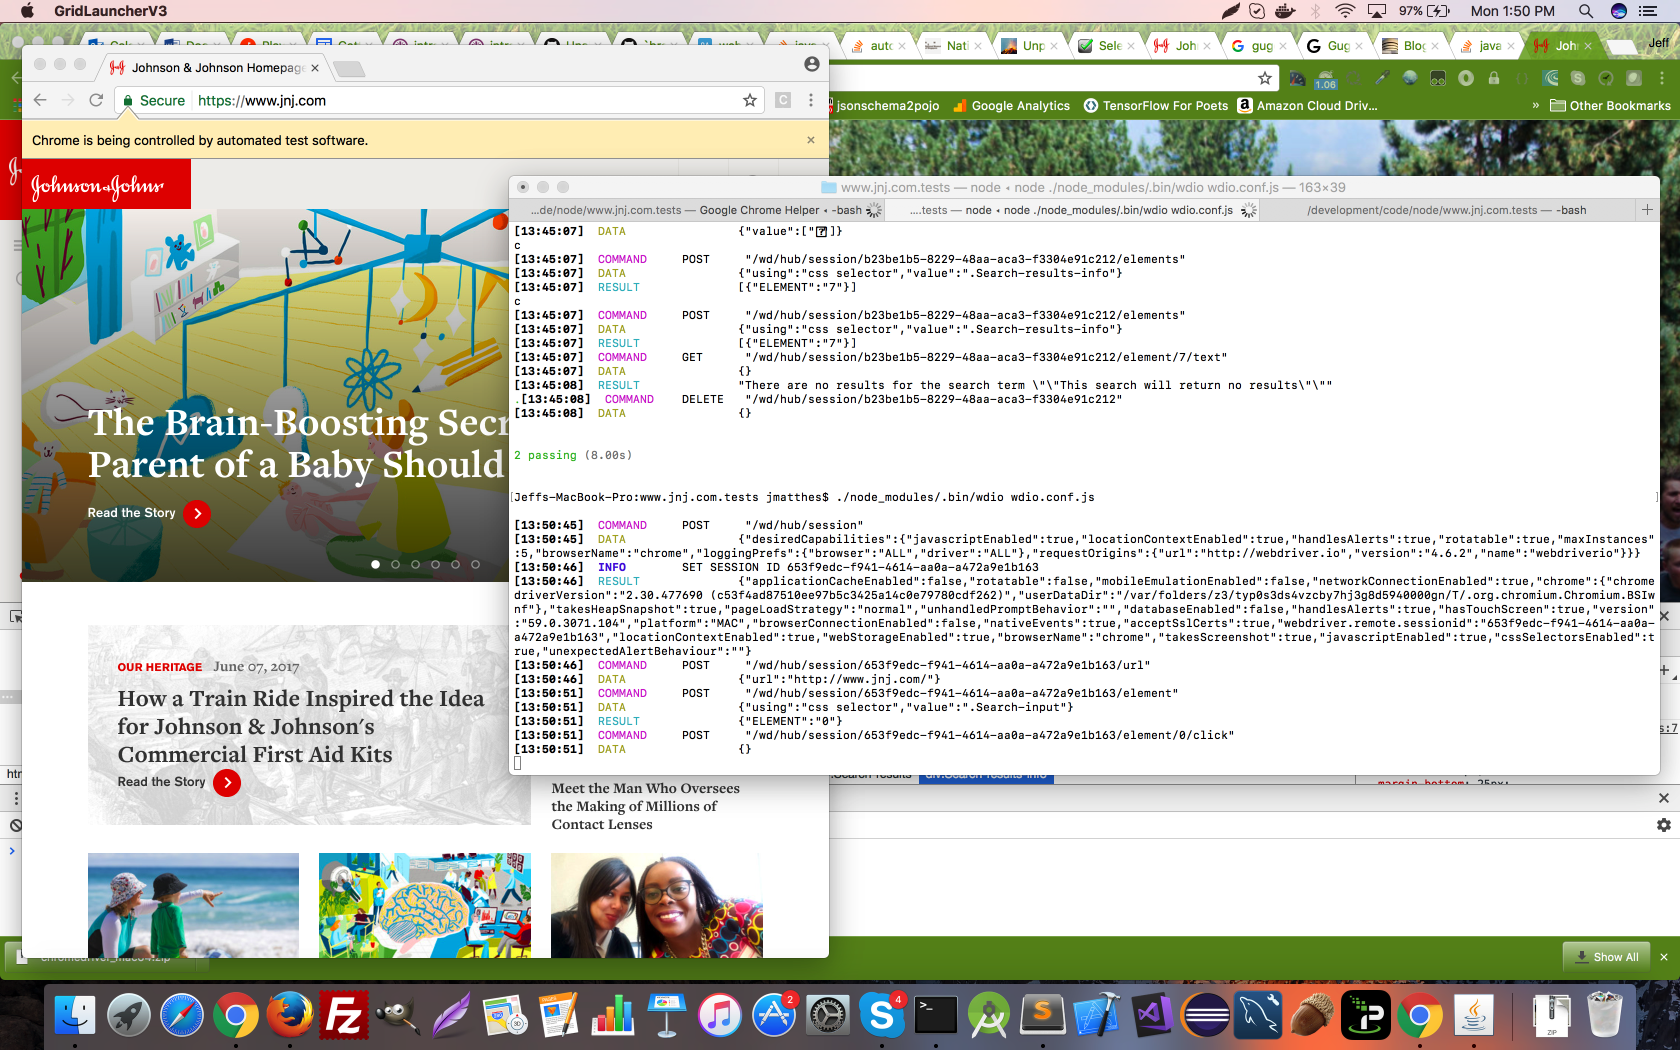 GridLauncherV3
97%
Mon 1:50 PM
Johnson & Johnson Homepage
Secure https://www.jnj.com
Chrome is being controlled by automated test software.
Johnson & Johnson
The Brain-Boosting Secr
Parent of a Baby Should
Read the Story
OUR HERITAGE June 07, 2017
How a Train Ride Inspired the Idea
for Johnson & Johnson's
Commercial First Aid Kits
Read the Story
Meet the Man Who Oversees
the Making of Millions of
Contact Lenses
auto
Nati
Unp
Sele
John
gug
Gug
Blog
java
John
Jeff
1.06
jsonschema2pojo
Google Analytics
TensorFlow For Poets
Amazon Cloud Driv...
» Other Bookmarks
www.jnj.com.tests — node ◂ node ./node_modules/.bin/wdio wdio.conf.js — 163×39
...de/node/www.jnj.com.tests — Google Chrome Helper ◂ -bash
....tests — node ◂ node ./node_modules/.bin/wdio wdio.conf.js
/development/code/node/www.jnj.com.tests — -bash
[13:45:07] DATA {"value":["�"]}
c
[13:45:07] COMMAND POST "/wd/hub/session/b23be1b5-8229-48aa-aca3-f3304e91c212/elements"
[13:45:07] DATA {"using":"css selector","value":".Search-results-info"}
[13:45:07] RESULT [{"ELEMENT":"7"}]
c
[13:45:07] COMMAND POST "/wd/hub/session/b23be1b5-8229-48aa-aca3-f3304e91c212/elements"
[13:45:07] DATA {"using":"css selector","value":".Search-results-info"}
[13:45:07] RESULT [{"ELEMENT":"7"}]
[13:45:07] COMMAND GET "/wd/hub/session/b23be1b5-8229-48aa-aca3-f3304e91c212/element/7/text"
[13:45:07] DATA {}
[13:45:08] RESULT "There are no results for the search term \"\"This search will return no results\"\""
.[13:45:08] COMMAND DELETE "/wd/hub/session/b23be1b5-8229-48aa-aca3-f3304e91c212"
[13:45:08] DATA {}
2 passing (8.00s)
[Jeffs-MacBook-Pro:www.jnj.com.tests jmatthes$ ./node_modules/.bin/wdio wdio.conf.js ]
[13:50:45] COMMAND POST "/wd/hub/session"
[13:50:45] DATA {"desiredCapabilities":{"javascriptEnabled":true,"locationContextEnabled":true,"handlesAlerts":true,"rotatable":true,"maxInstances"
:5,"browserName":"chrome","loggingPrefs":{"browser":"ALL","driver":"ALL"},"requestOrigins":{"url":"http://webdriver.io","version":"4.6.2","name":"webdriverio"}}}
[13:50:46] INFO SET SESSION ID 653f9edc-f941-4614-aa0a-a472a9e1b163
[13:50:46] RESULT {"applicationCacheEnabled":false,"rotatable":false,"mobileEmulationEnabled":false,"networkConnectionEnabled":true,"chrome":{"chrome
driverVersion":"2.30.477690 (c53f4ad87510ee97b5c3425a14c0e79780cdf262)","userDataDir":"/var/folders/z3/typ0s3ds4vzcby7hj3g8d5940000gn/T/.org.chromium.Chromium.BSIw
nf"},"takesHeapSnapshot":true,"pageLoadStrategy":"normal","unhandledPromptBehavior":"","databaseEnabled":false,"handlesAlerts":true,"hasTouchScreen":true,"version"
:"59.0.3071.104","platform":"MAC","browserConnectionEnabled":false,"nativeEvents":true,"acceptSslCerts":true,"webdriver.remote.sessionid":"653f9edc-f941-4614-aa0a-
a472a9e1b163","locationContextEnabled":true,"webStorageEnabled":true,"browserName":"chrome","takesScreenshot":true,"javascriptEnabled":true,"cssSelectorsEnabled":t
rue,"unexpectedAlertBehaviour":""}
[13:50:46] COMMAND POST "/wd/hub/session/653f9edc-f941-4614-aa0a-a472a9e1b163/url"
[13:50:46] DATA {"url":"http://www.jnj.com/"}
[13:50:51] COMMAND POST "/wd/hub/session/653f9edc-f941-4614-aa0a-a472a9e1b163/element"
[13:50:51] DATA {"using":"css selector","value":".Search-input"}
[13:50:51] RESULT {"ELEMENT":"0"}
[13:50:51] COMMAND POST "/wd/hub/session/653f9edc-f941-4614-aa0a-a472a9e1b163/element/0/click"
[13:50:51] DATA {}
s:7
Show All
2
4
ZIP